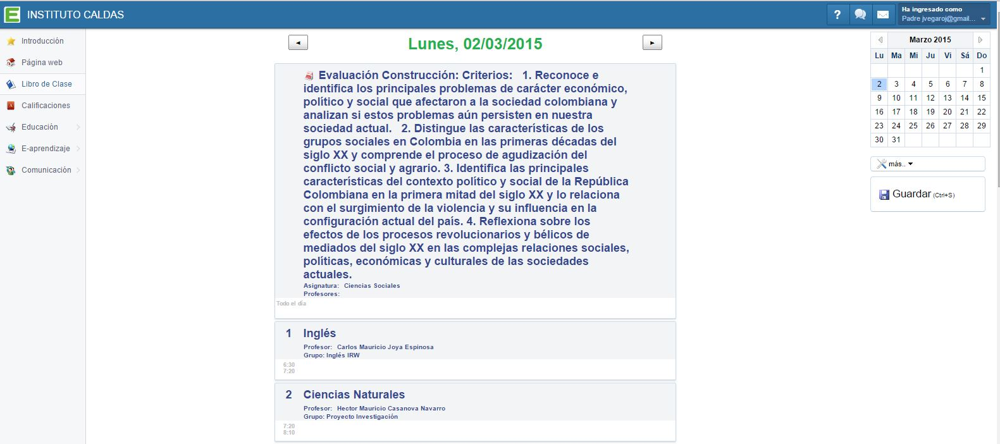 INSTITUTO CALDAS
?
Ha ingresado como
Padre jvegaroj@gmail...
Introducción
Página web
Libro de Clase
Calificaciones
Educación
E-aprendizaje
Comunicación
Lunes, 02/03/2015
Evaluación Construcción: Criterios: 1. Reconoce e
identifica los principales problemas de carácter económico,
político y social que afectaron a la sociedad colombiana y
analizan si estos problemas aún persisten en nuestra
sociedad actual. 2. Distingue las características de los
grupos sociales en Colombia en las primeras décadas del
siglo XX y comprende el proceso de agudización del
conflicto social y agrario. 3. Identifica las principales
características del contexto político y social de la República
Colombiana en la primera mitad del siglo XX y lo relaciona
con el surgimiento de la violencia y su influencia en la
configuración actual del país. 4. Reflexiona sobre los
efectos de los procesos revolucionarios y bélicos de
mediados del siglo XX en las complejas relaciones sociales,
políticas, económicas y culturales de las sociedades
actuales.
Asignatura: Ciencias Sociales
Profesores:
Todo el día
1 Inglés
Profesor: Carlos Mauricio Joya Espinosa
Grupo: Inglés IRW
6:30
7:20
2 Ciencias Naturales
Profesor: Hector Mauricio Casanova Navarro
Grupo: Proyecto Investigación
7:20
8:10
Marzo 2015
Lu Ma Mi Ju Vi Sá Do
1
2 3 4 5 6 7 8
9 10 11 12 13 14 15
16 17 18 19 20 21 22
23 24 25 26 27 28 29
30 31
más..
Guardar (Ctrl+S)